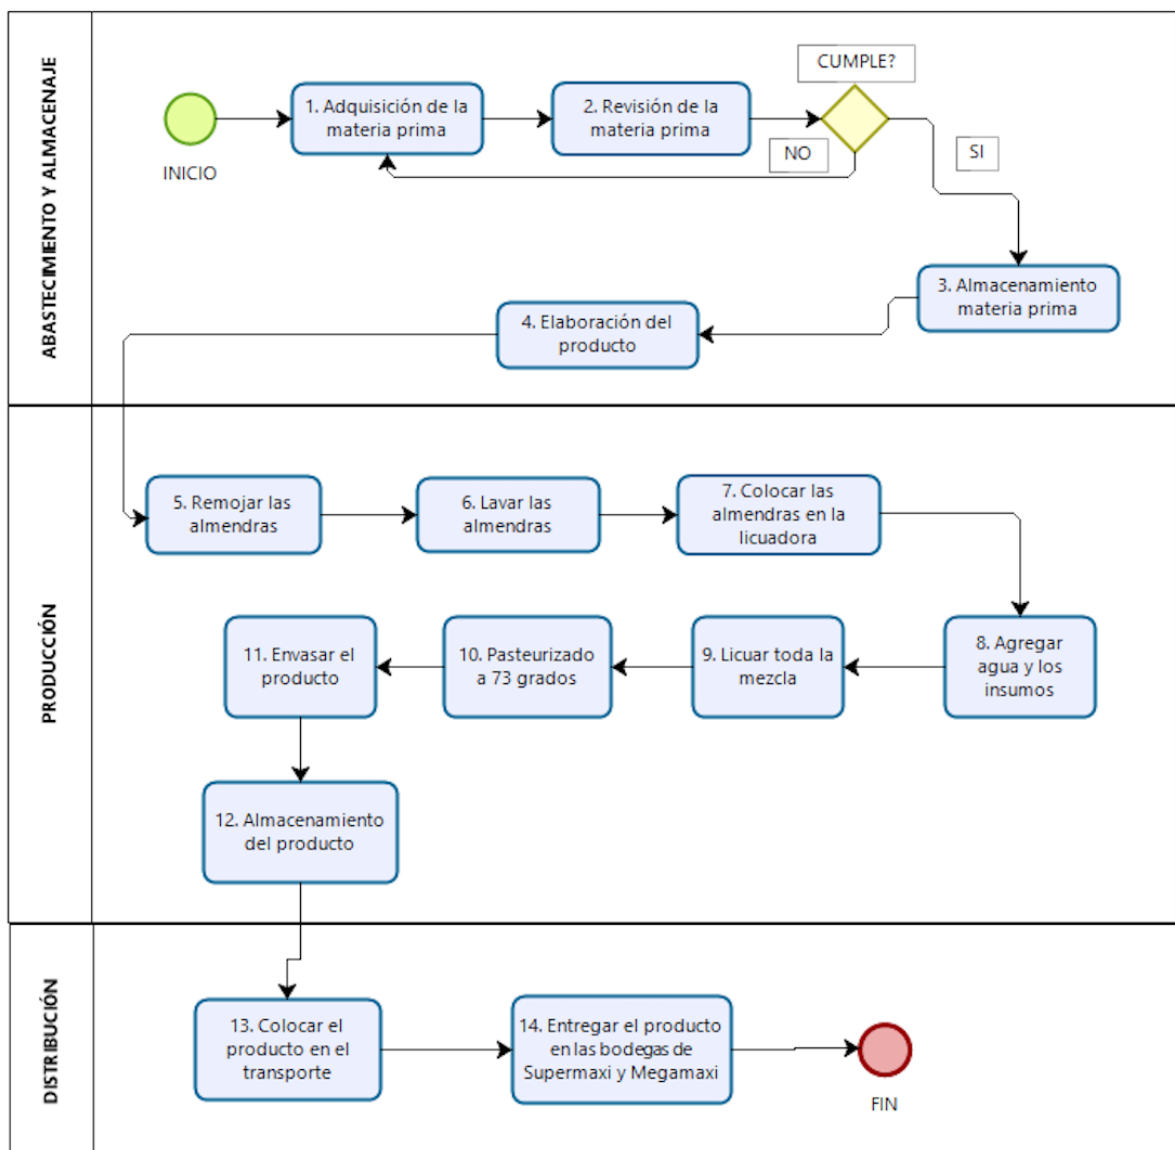 ABASTECIMIENTO Y ALMACENAJE
INICIO
1. Adquisición de la
materia prima
2. Revisión de la
materia prima
CUMPLE?
NO
SI
3. Almacenamiento
materia prima
4. Elaboración del
producto
PRODUCCIÓN
5. Remojar las
almendras
6. Lavar las
almendras
7. Colocar las
almendras en la
licuadora
8. Agregar
agua y los
insumos
9. Licuar toda la
mezcla
10. Pasteurizado
a 73 grados
11. Envasar el
producto
12. Almacenamiento
del producto
DISTRIBUCIÓN
13. Colocar el
producto en el
transporte
14. Entregar el producto
en las bodegas de
Supermaxi y Megamaxi
FIN